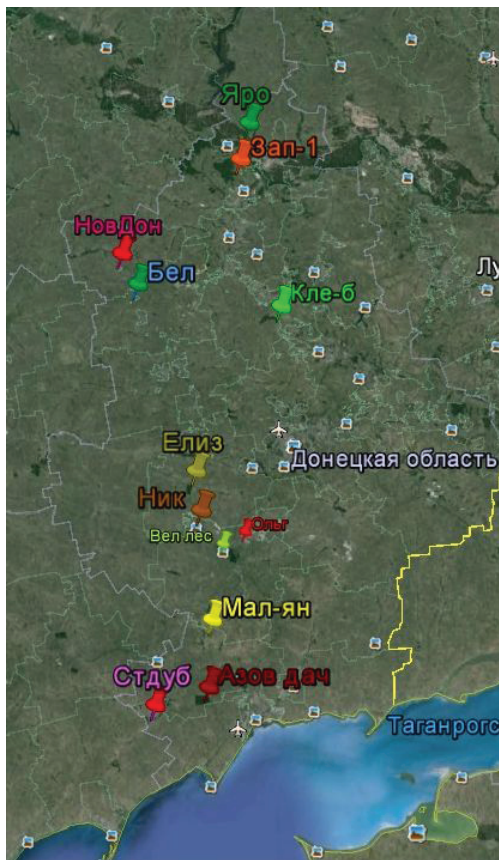 Яро
Зап-1
НовДон
Бел
Лу
Кле-б
Елиз
Донецкая область
Ник
Ольг
Вел лес
Мал-ян
Стдуб
Азов дач
Таганрогс